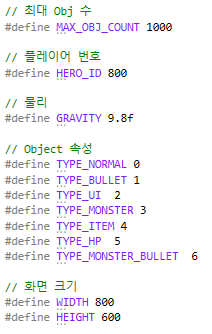 // 최대 Obj 수
#define MAX_OBJ_COUNT 1000
// 플레이어 번호
#define HERO_ID 800
// 물리
#define GRAVITY 9.8f
// Object 속성
#define TYPE_NORMAL 0
#define TYPE_BULLET 1
#define TYPE_UI  2
#define TYPE_MONSTER 3
#define TYPE_ITEM 4
#define TYPE_HP  5
#define TYPE_MONSTER_BULLET  6
// 화면 크기
#define WIDTH 800
#define HEIGHT 600